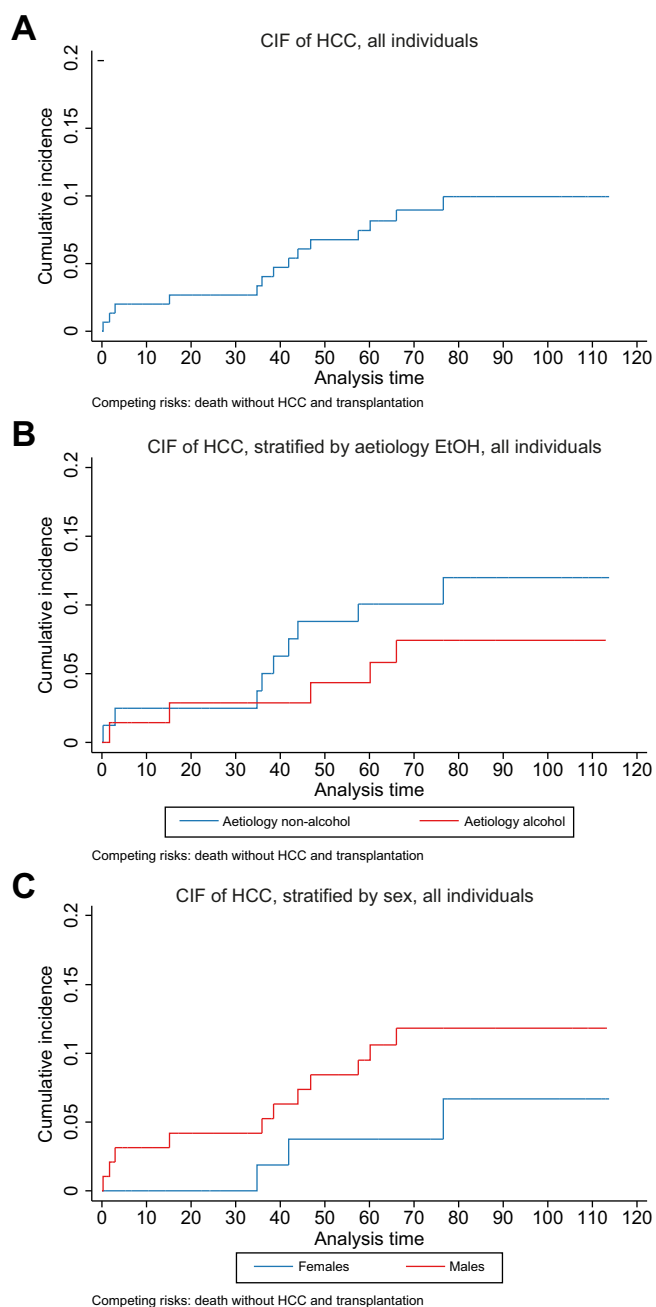 A
CIF of HCC, all individuals
Cumulative incidence
0.2
0.15
0.1
0.05
0
0 10 20 30 40 50 60 70 80 90 100 110 120
Analysis time
Competing risks: death without HCC and transplantation
B
CIF of HCC, stratified by aetiology EtOH, all individuals
Cumulative incidence
0.2
0.15
0.1
0.05
0
0 10 20 30 40 50 60 70 80 90 100 110 120
Analysis time
Aetiology non-alcohol Aetiology alcohol
Competing risks: death without HCC and transplantation
C
CIF of HCC, stratified by sex, all individuals
Cumulative incidence
0.2
0.15
0.1
0.05
0
0 10 20 30 40 50 60 70 80 90 100 110 120
Analysis time
Females Males
Competing risks: death without HCC and transplantation